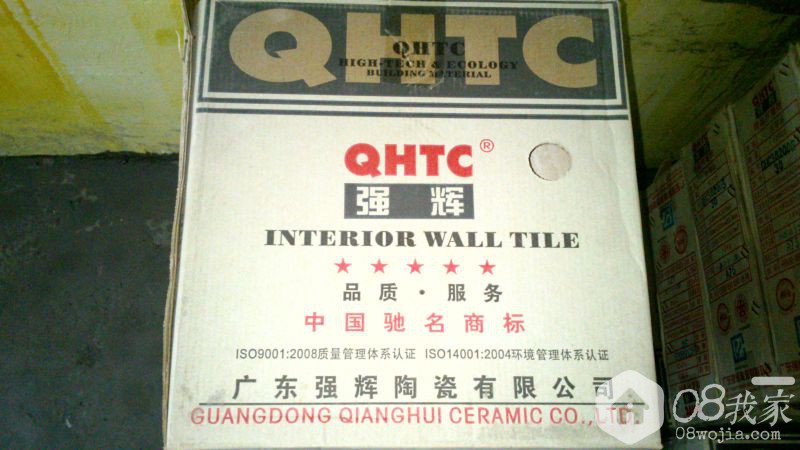 QHTC
QHTC
HIGH-TECH & ECOLOGY
BUILDING MATERIAL
QHTC®
强 辉
INTERIOR WALL TILE
★★★★★
品质·服务
中国驰名商标
ISO9001:2008质量管理体系认证 ISO14001:2004环境管理体系认证
广东强辉陶瓷有限公司
GUANGDONG QIANGHUI CERAMIC CO.,LTD.
08我家
08wojia.com